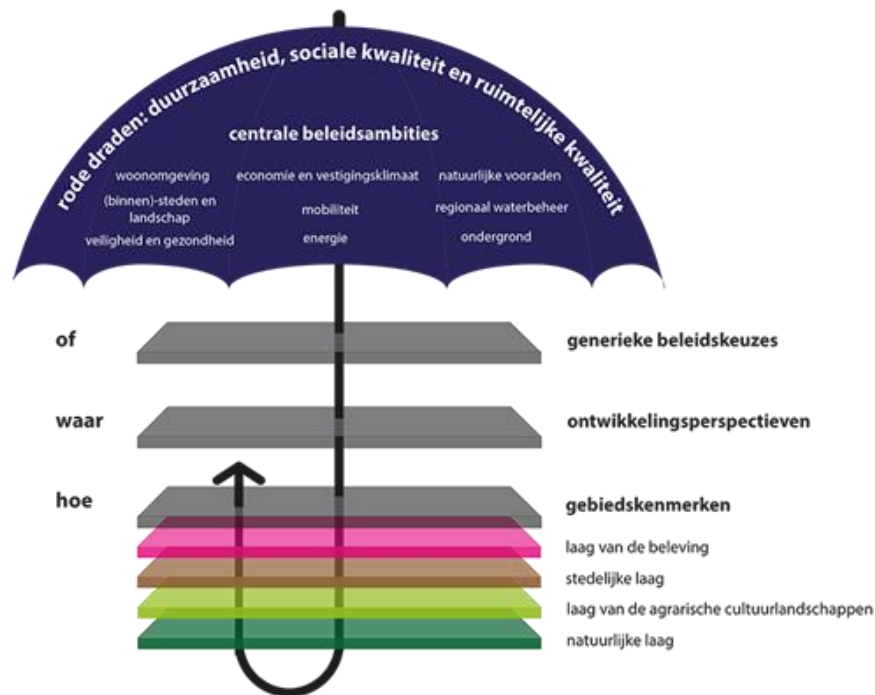 rode draden: duurzaamheid, sociale kwaliteit en ruimtelijke kwaliteit
centrale beleidsambities
woonomgeving
economie en vestigingsklimaat
natuurlijke vooraden
(binnen)-steden en
landschap
mobiliteit
regionaal waterbeheer
veiligheid en gezondheid
energie
ondergrond
of
generieke beleidskeuzes
waar
ontwikkelingsperspectieven
hoe
gebiedskenmerken
laag van de beleving
stedelijke laag
laag van de agrarische cultuurlandschappen
natuurlijke laag